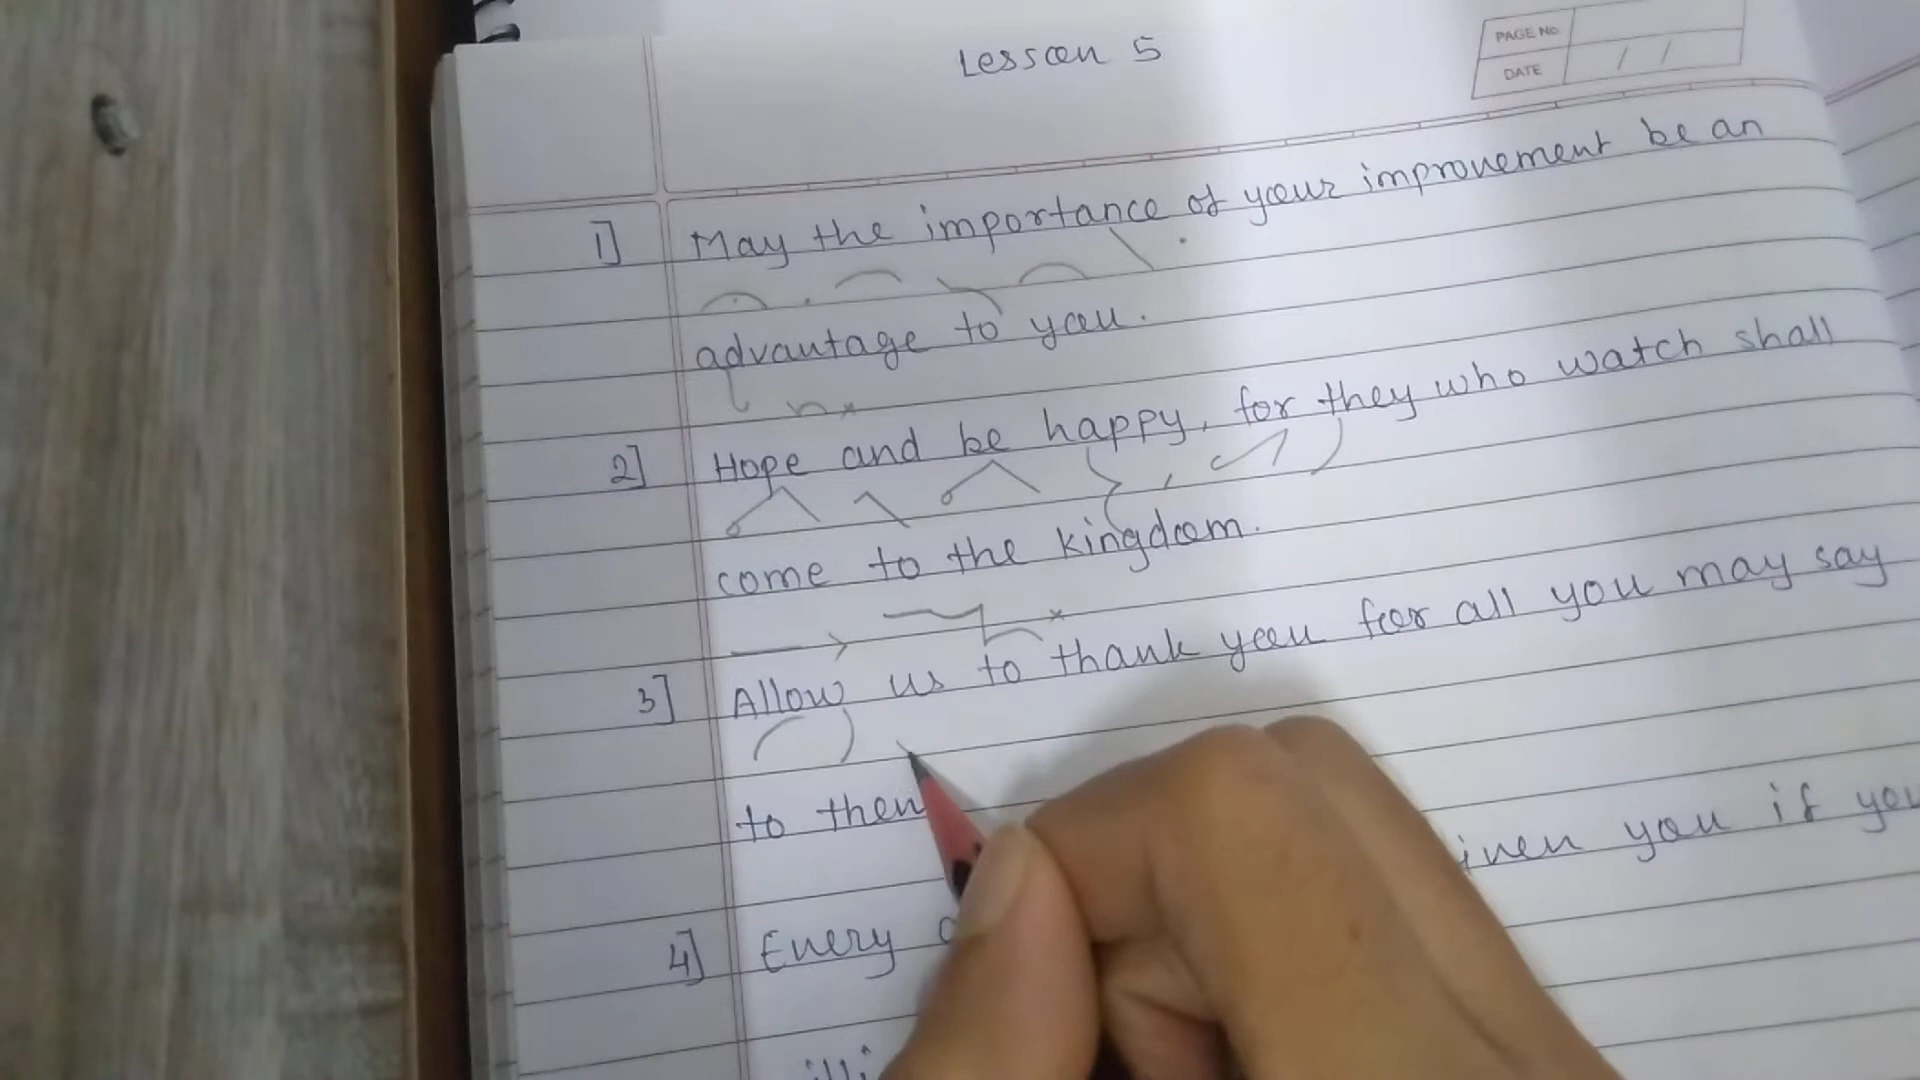 Lesson 5
PAGE No.
DATE / /
1] May the importance of your improvement be an
advantage to you.
2] Hope and be happy, for they who watch shall
come to the kingdom.
3] Allow us to thank you for all you may say
to them
4] Every you if you